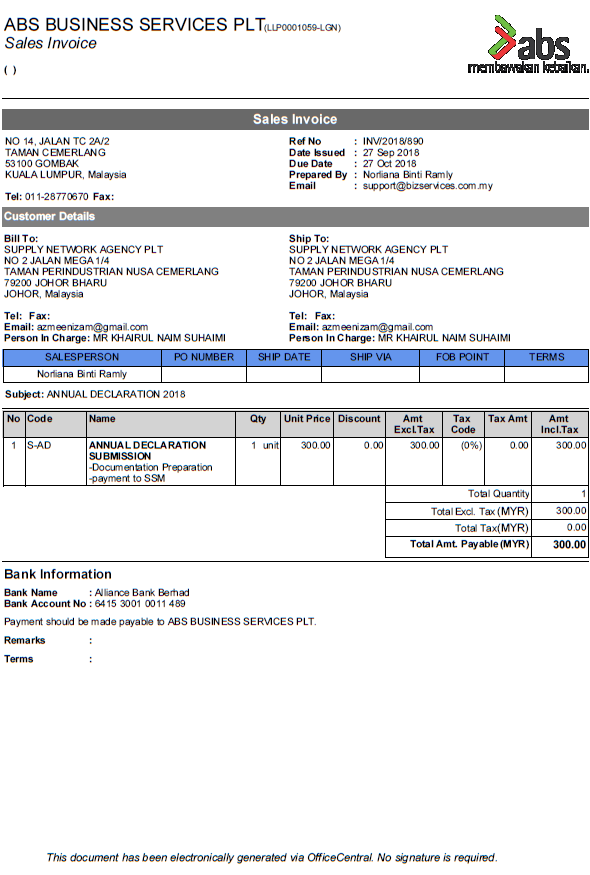 ABS BUSINESS SERVICES PLT(LLP0001059-LGN)
Sales Invoice
( )
abs
membawakan kebaikan.
Sales Invoice
NO 14, JALAN TC 2A/2
TAMAN CEMERLANG
53100 GOMBAK
KUALA LUMPUR, Malaysia
Tel: 011-28770670 Fax:
Ref No : INV/2018/890
Date Issued : 27 Sep 2018
Due Date : 27 Oct 2018
Prepared By : Norliana Binti Ramly
Email : support@bizservices.com.my
Customer Details
Bill To:
SUPPLY NETWORK AGENCY PLT
NO 2 JALAN MEGA 1/4
TAMAN PERINDUSTRIAN NUSA CEMERLANG
79200 JOHOR BHARU
JOHOR, Malaysia
Tel: Fax:
Email: azmeenizam@gmail.com
Person In Charge: MR KHAIRUL NAIM SUHAIMI
Ship To:
SUPPLY NETWORK AGENCY PLT
NO 2 JALAN MEGA 1/4
TAMAN PERINDUSTRIAN NUSA CEMERLANG
79200 JOHOR BHARU
JOHOR, Malaysia
Tel: Fax:
Email: azmeenizam@gmail.com
Person In Charge: MR KHAIRUL NAIM SUHAIMI
SALESPERSON PO NUMBER SHIP DATE SHIP VIA FOB POINT TERMS
Norliana Binti Ramly
Subject: ANNUAL DECLARATION 2018
No Code Name Qty Unit Price Discount Amt Excl.Tax Tax Code Tax Amt Amt Incl.Tax
1 S-AD ANNUAL DECLARATION 1 unit 300.00 0.00 300.00 (0%) 0.00 300.00
SUBMISSION
-Documentation Preparation
-payment to SSM
Total Quantity 1
Total Excl. Tax (MYR) 300.00
Total Tax(MYR) 0.00
Total Amt. Payable (MYR) 300.00
Bank Information
Bank Name : Alliance Bank Berhad
Bank Account No : 6415 3001 0011 489
Payment should be made payable to ABS BUSINESS SERVICES PLT.
Remarks :
Terms :
This document has been electronically generated via OfficeCentral. No signature is required.